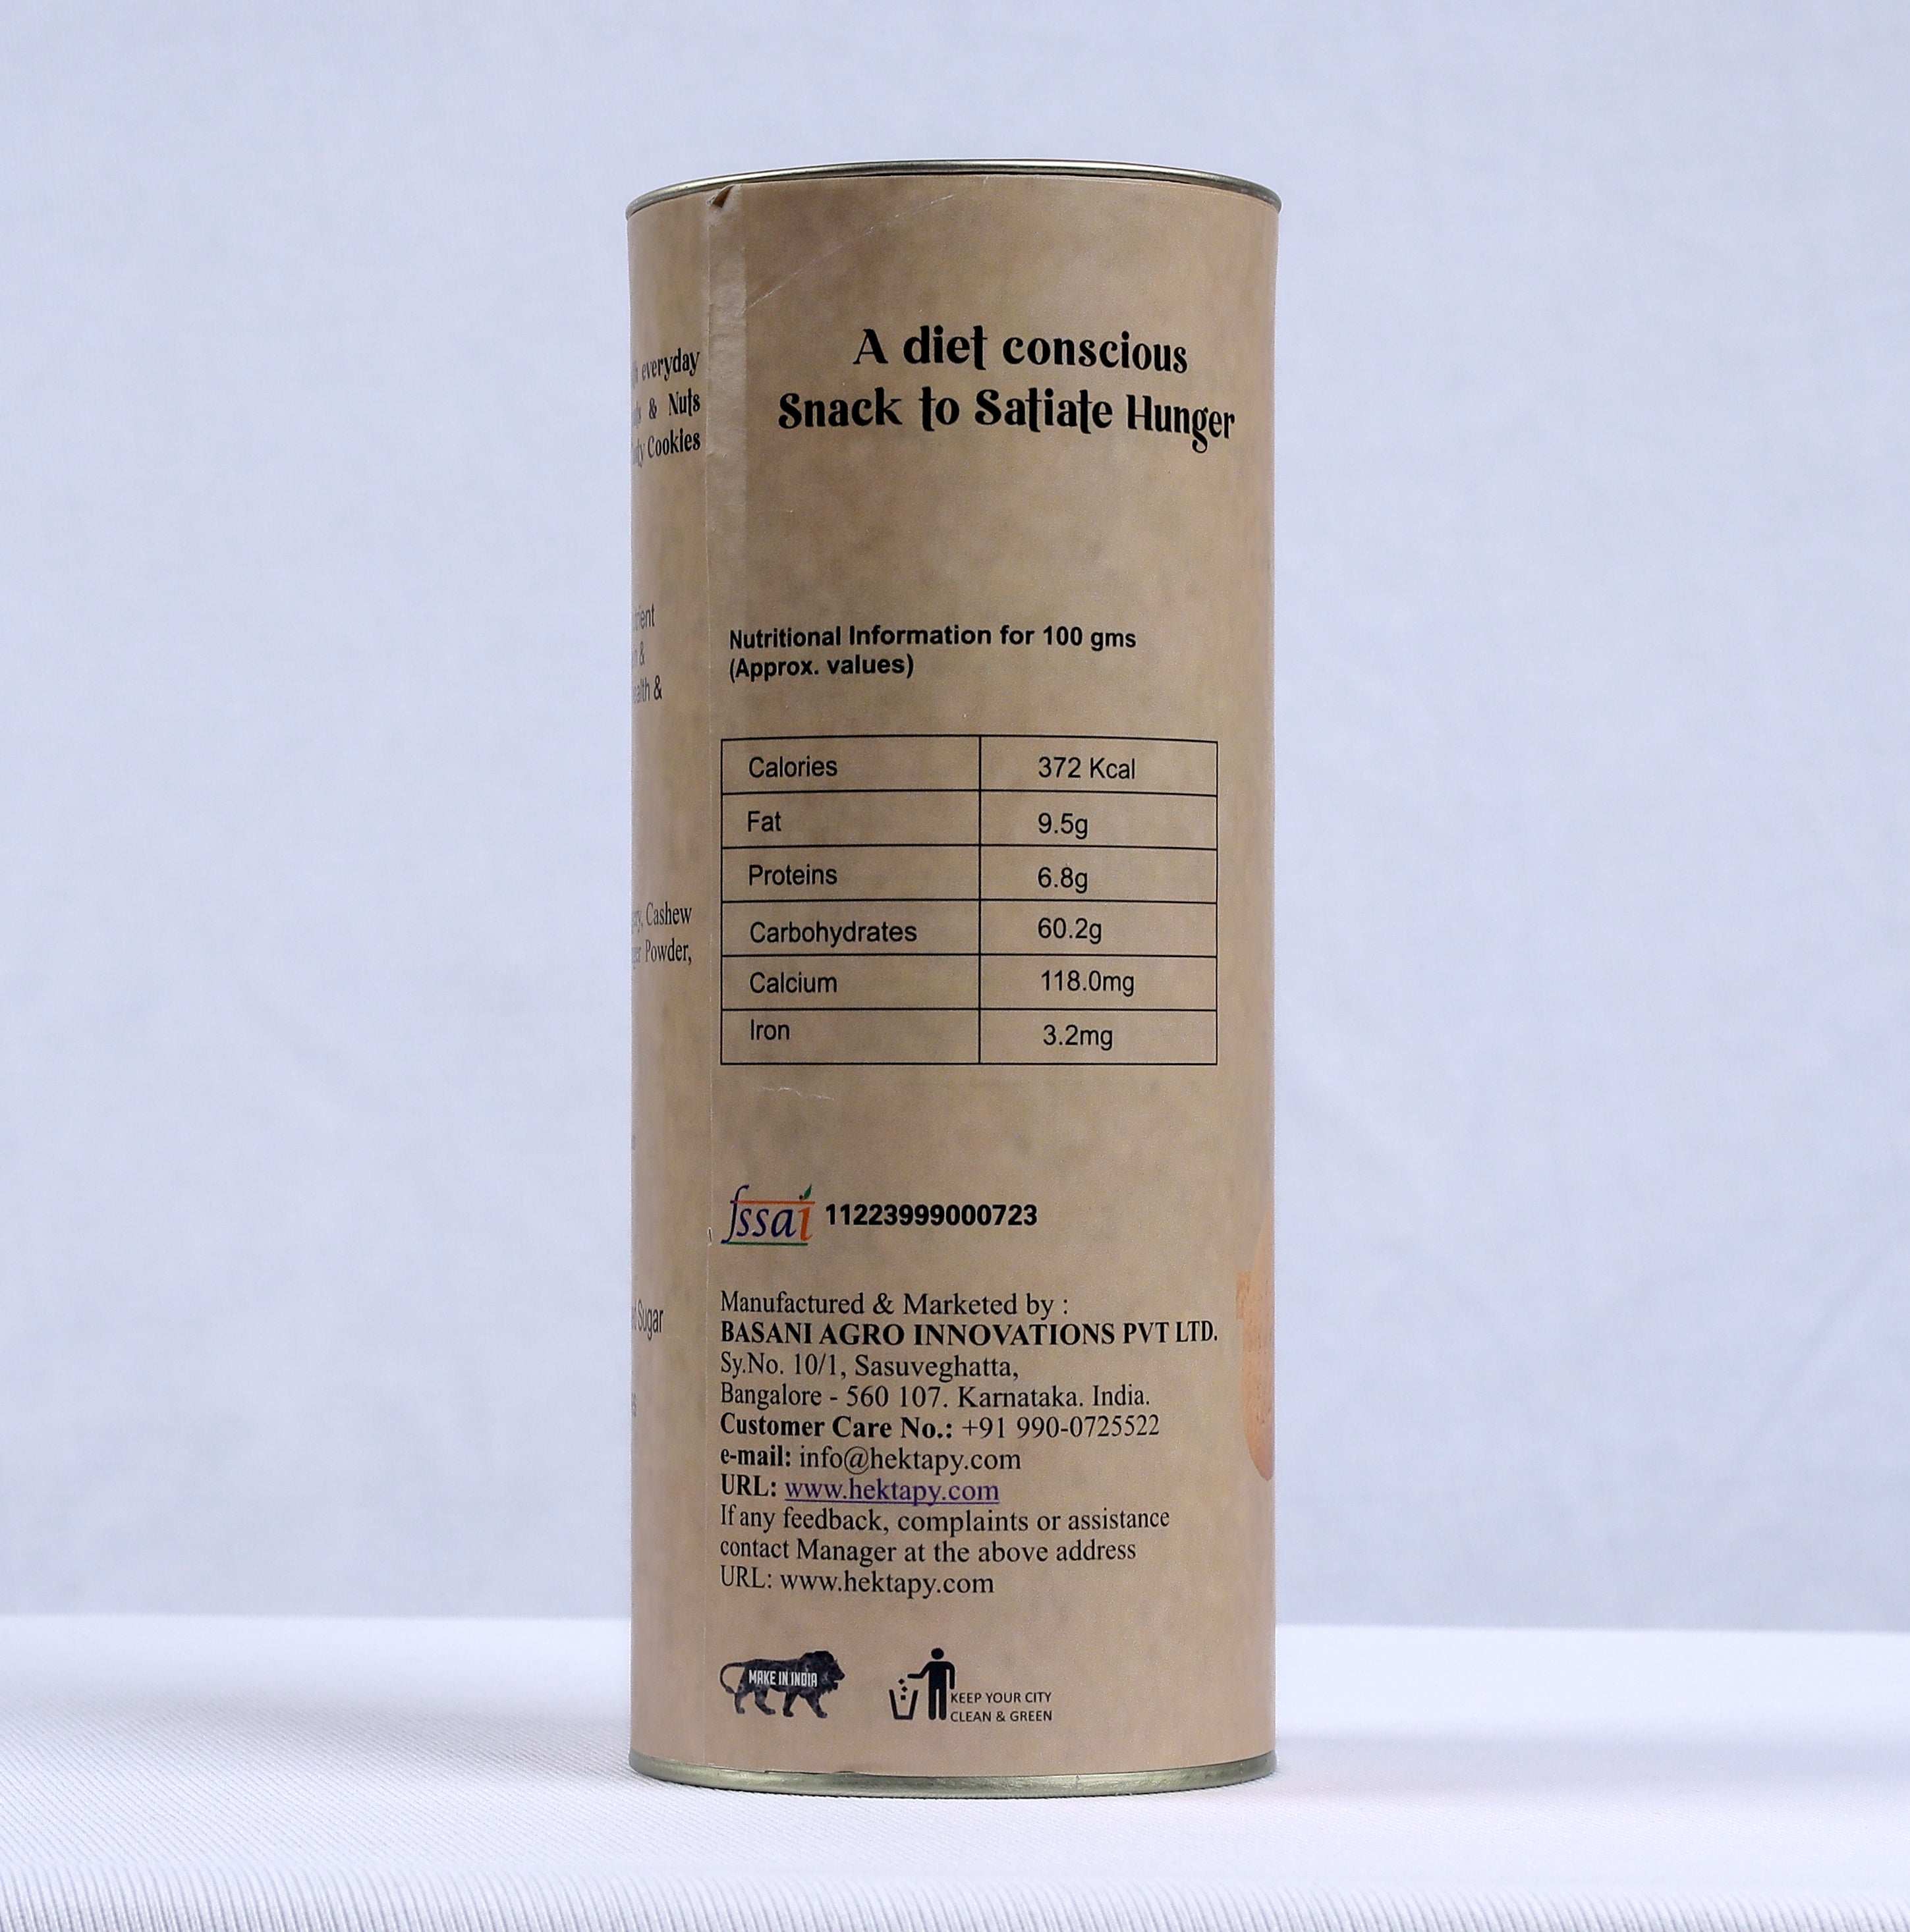 everyday
& Nuts
Cookies
&
&
Cashew
Powder,
Sugar
A diet conscious
Snack to Satiate Hunger
Nutritional Information for 100 gms
(Approx. values)
Calories 372 Kcal
Fat 9.5g
Proteins 6.8g
Carbohydrates 60.2g
Calcium 118.0mg
Iron 3.2mg
fssai 11223999000723
Manufactured & Marketed by :
BASANI AGRO INNOVATIONS PVT LTD.
Sy.No. 10/1, Sasuveghatta,
Bangalore - 560 107. Karnataka. India.
Customer Care No.: +91 990-0725522
e-mail: info@hektapy.com
URL: www.hektapy.com
If any feedback, complaints or assistance
contact Manager at the above address
URL: www.hektapy.com
MAKE IN INDIA
KEEP YOUR CITY
CLEAN & GREEN